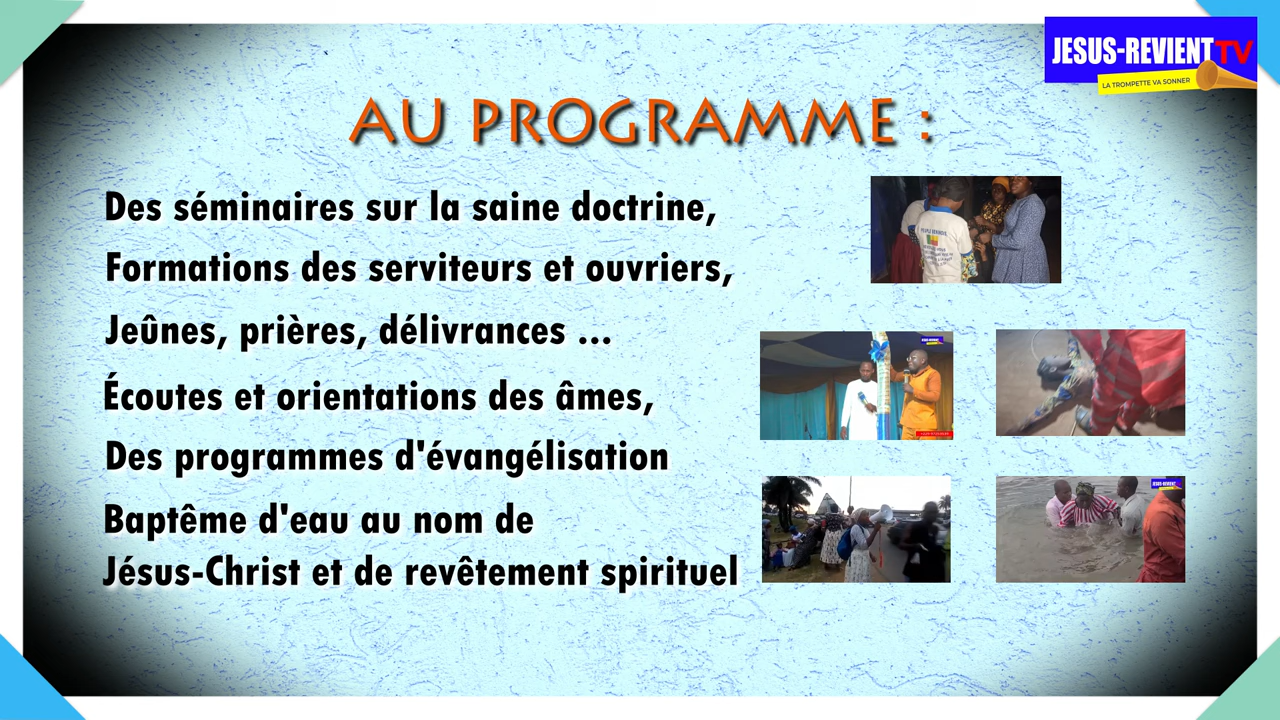 JESUS-REVIENT TV
LA TROMPETTE VA SONNER
AU PROGRAMME :
Des séminaires sur la saine doctrine,
Formations des serviteurs et ouvriers,
Jeûnes, prières, délivrances ...
Écoutes et orientations des âmes,
Des programmes d'évangélisation
Baptême d'eau au nom de
Jésus-Christ et de revêtement spirituel